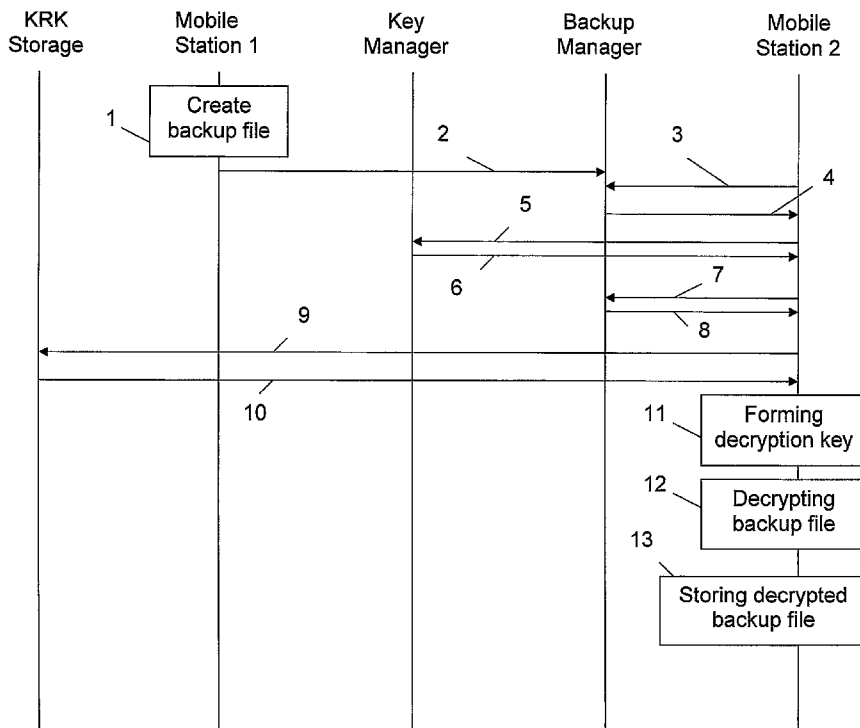 KRK
Storage
Mobile
Station 1
Key
Manager
Backup
Manager
Mobile
Station 2
1
Create
backup file
2
3
4
5
6
7
8
9
10
11
Forming
decryption key
12
Decrypting
backup file
13
Storing decrypted
backup file